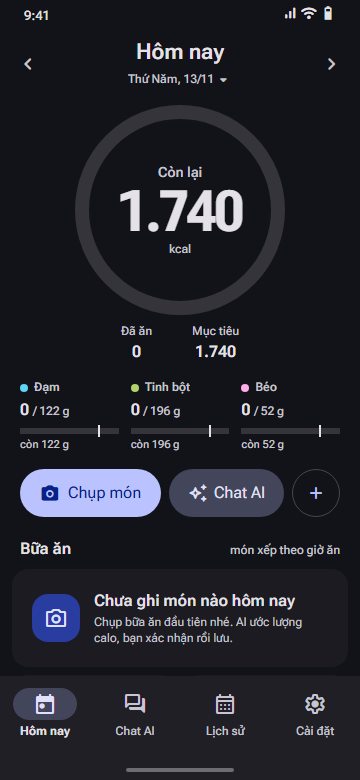 9:41
Hôm nay
Thứ Năm, 13/11
Còn lại
1.740
kcal
Đã ăn
0
Mục tiêu
1.740
Đạm
0 / 122 g
còn 122 g
Tinh bột
0 / 196 g
còn 196 g
Béo
0 / 52 g
còn 52 g
Chụp món
Chat AI
+
Bữa ăn
món xếp theo giờ ăn
Chưa ghi món nào hôm nay
Chụp bữa ăn đầu tiên nhé. AI ước lượng
calo, bạn xác nhận rồi lưu.
Hôm nay
Chat AI
Lịch sử
Cài đặt